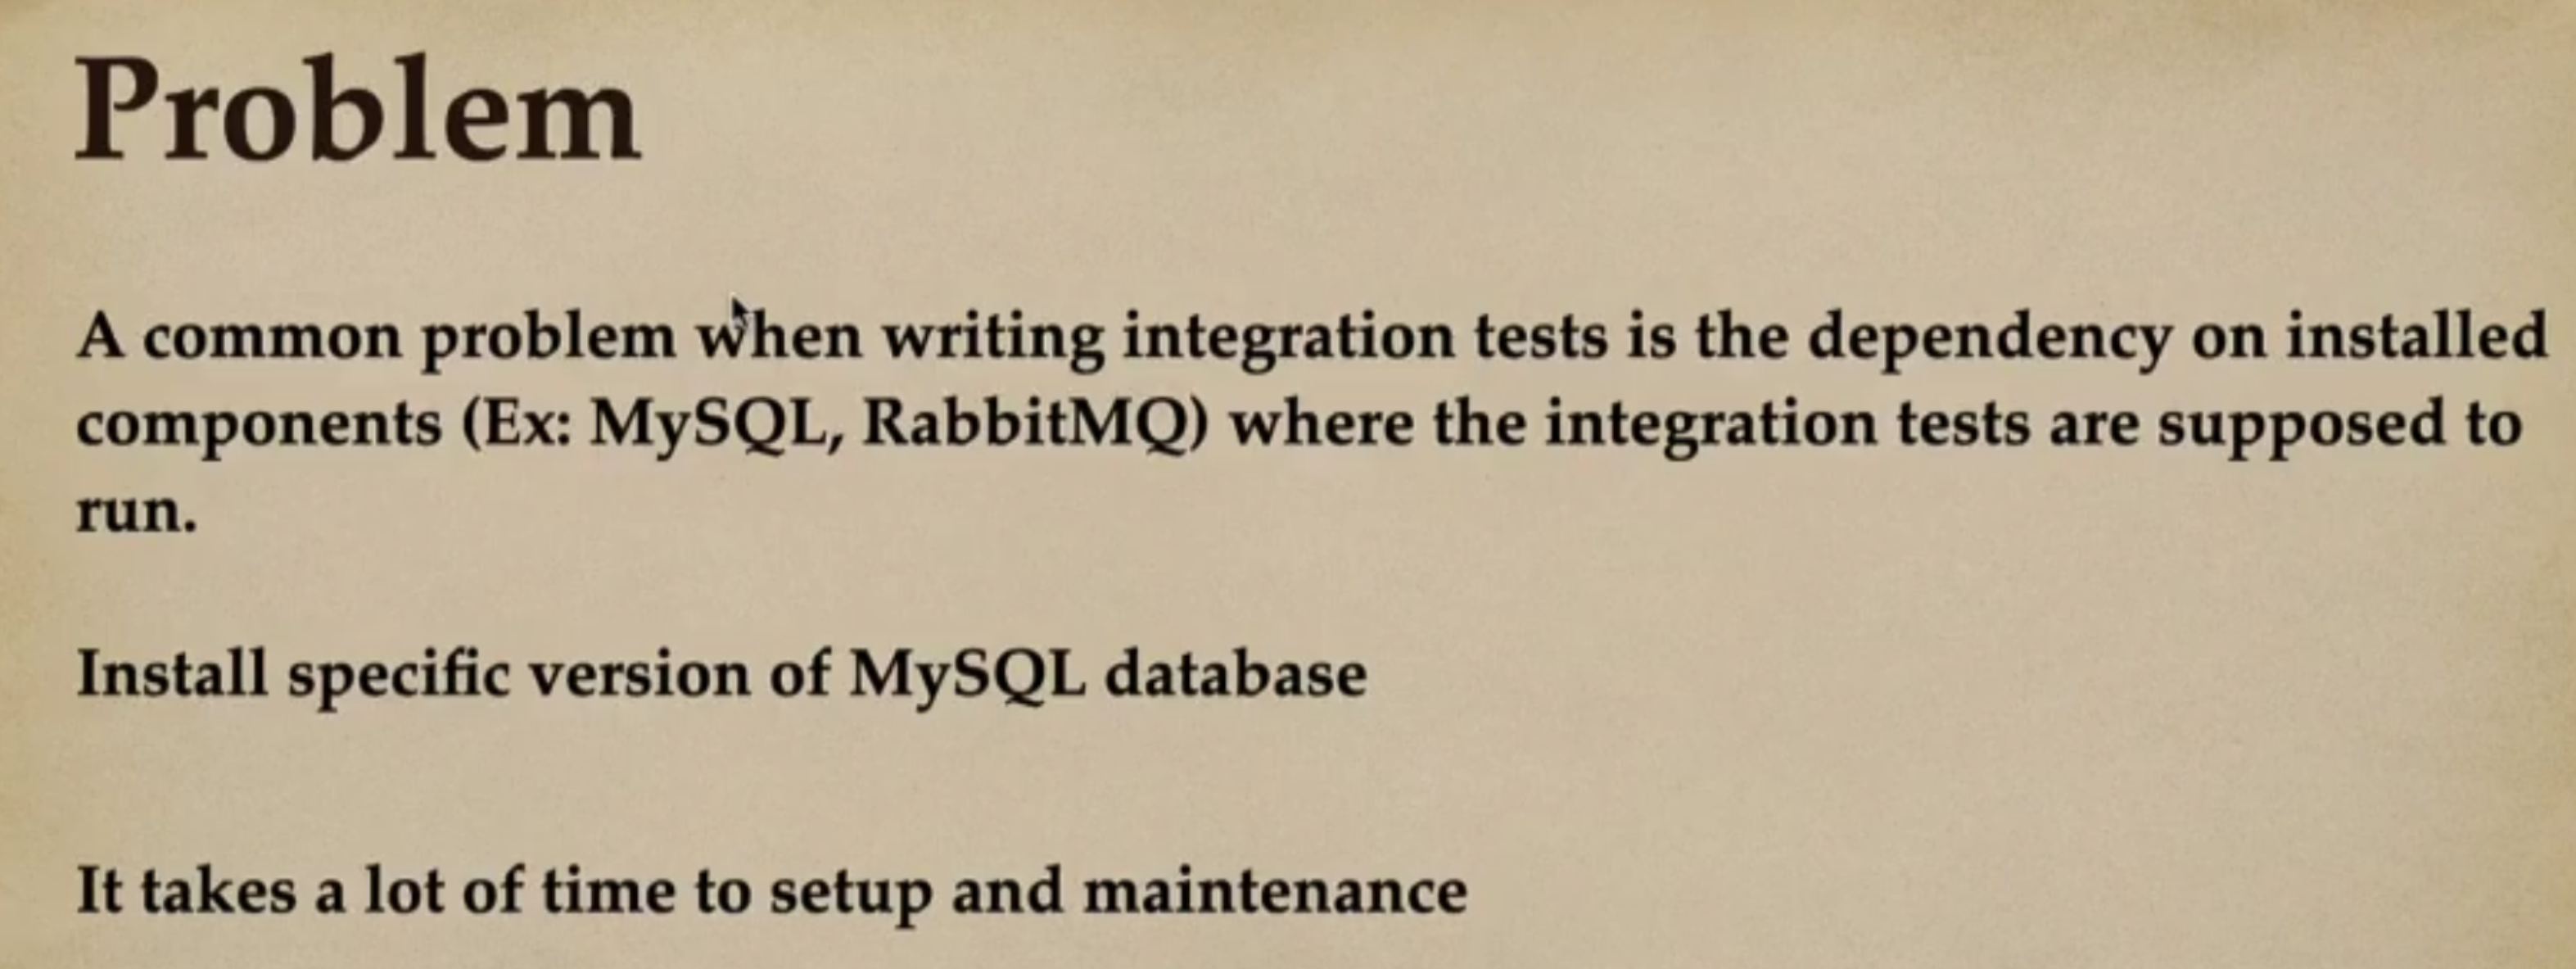 Problem
A common problem when writing integration tests is the dependency on installed
components (Ex: MySQL, RabbitMQ) where the integration tests are supposed to
run.
Install specific version of MySQL database
It takes a lot of time to setup and maintenance